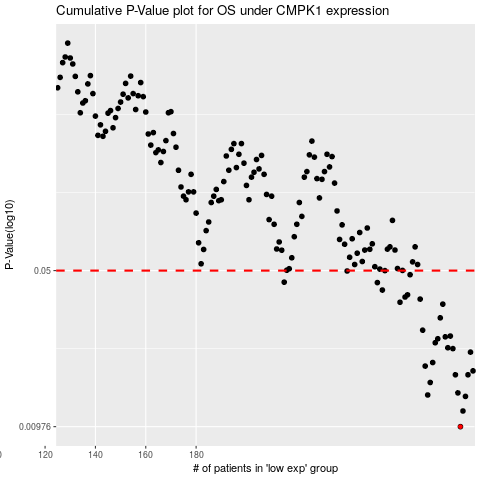 Cumulative P-Value plot for OS under CMPK1 expression
P-Value(log10)
0.05
0.00976
0
120
140
160
180
# of patients in 'low exp' group